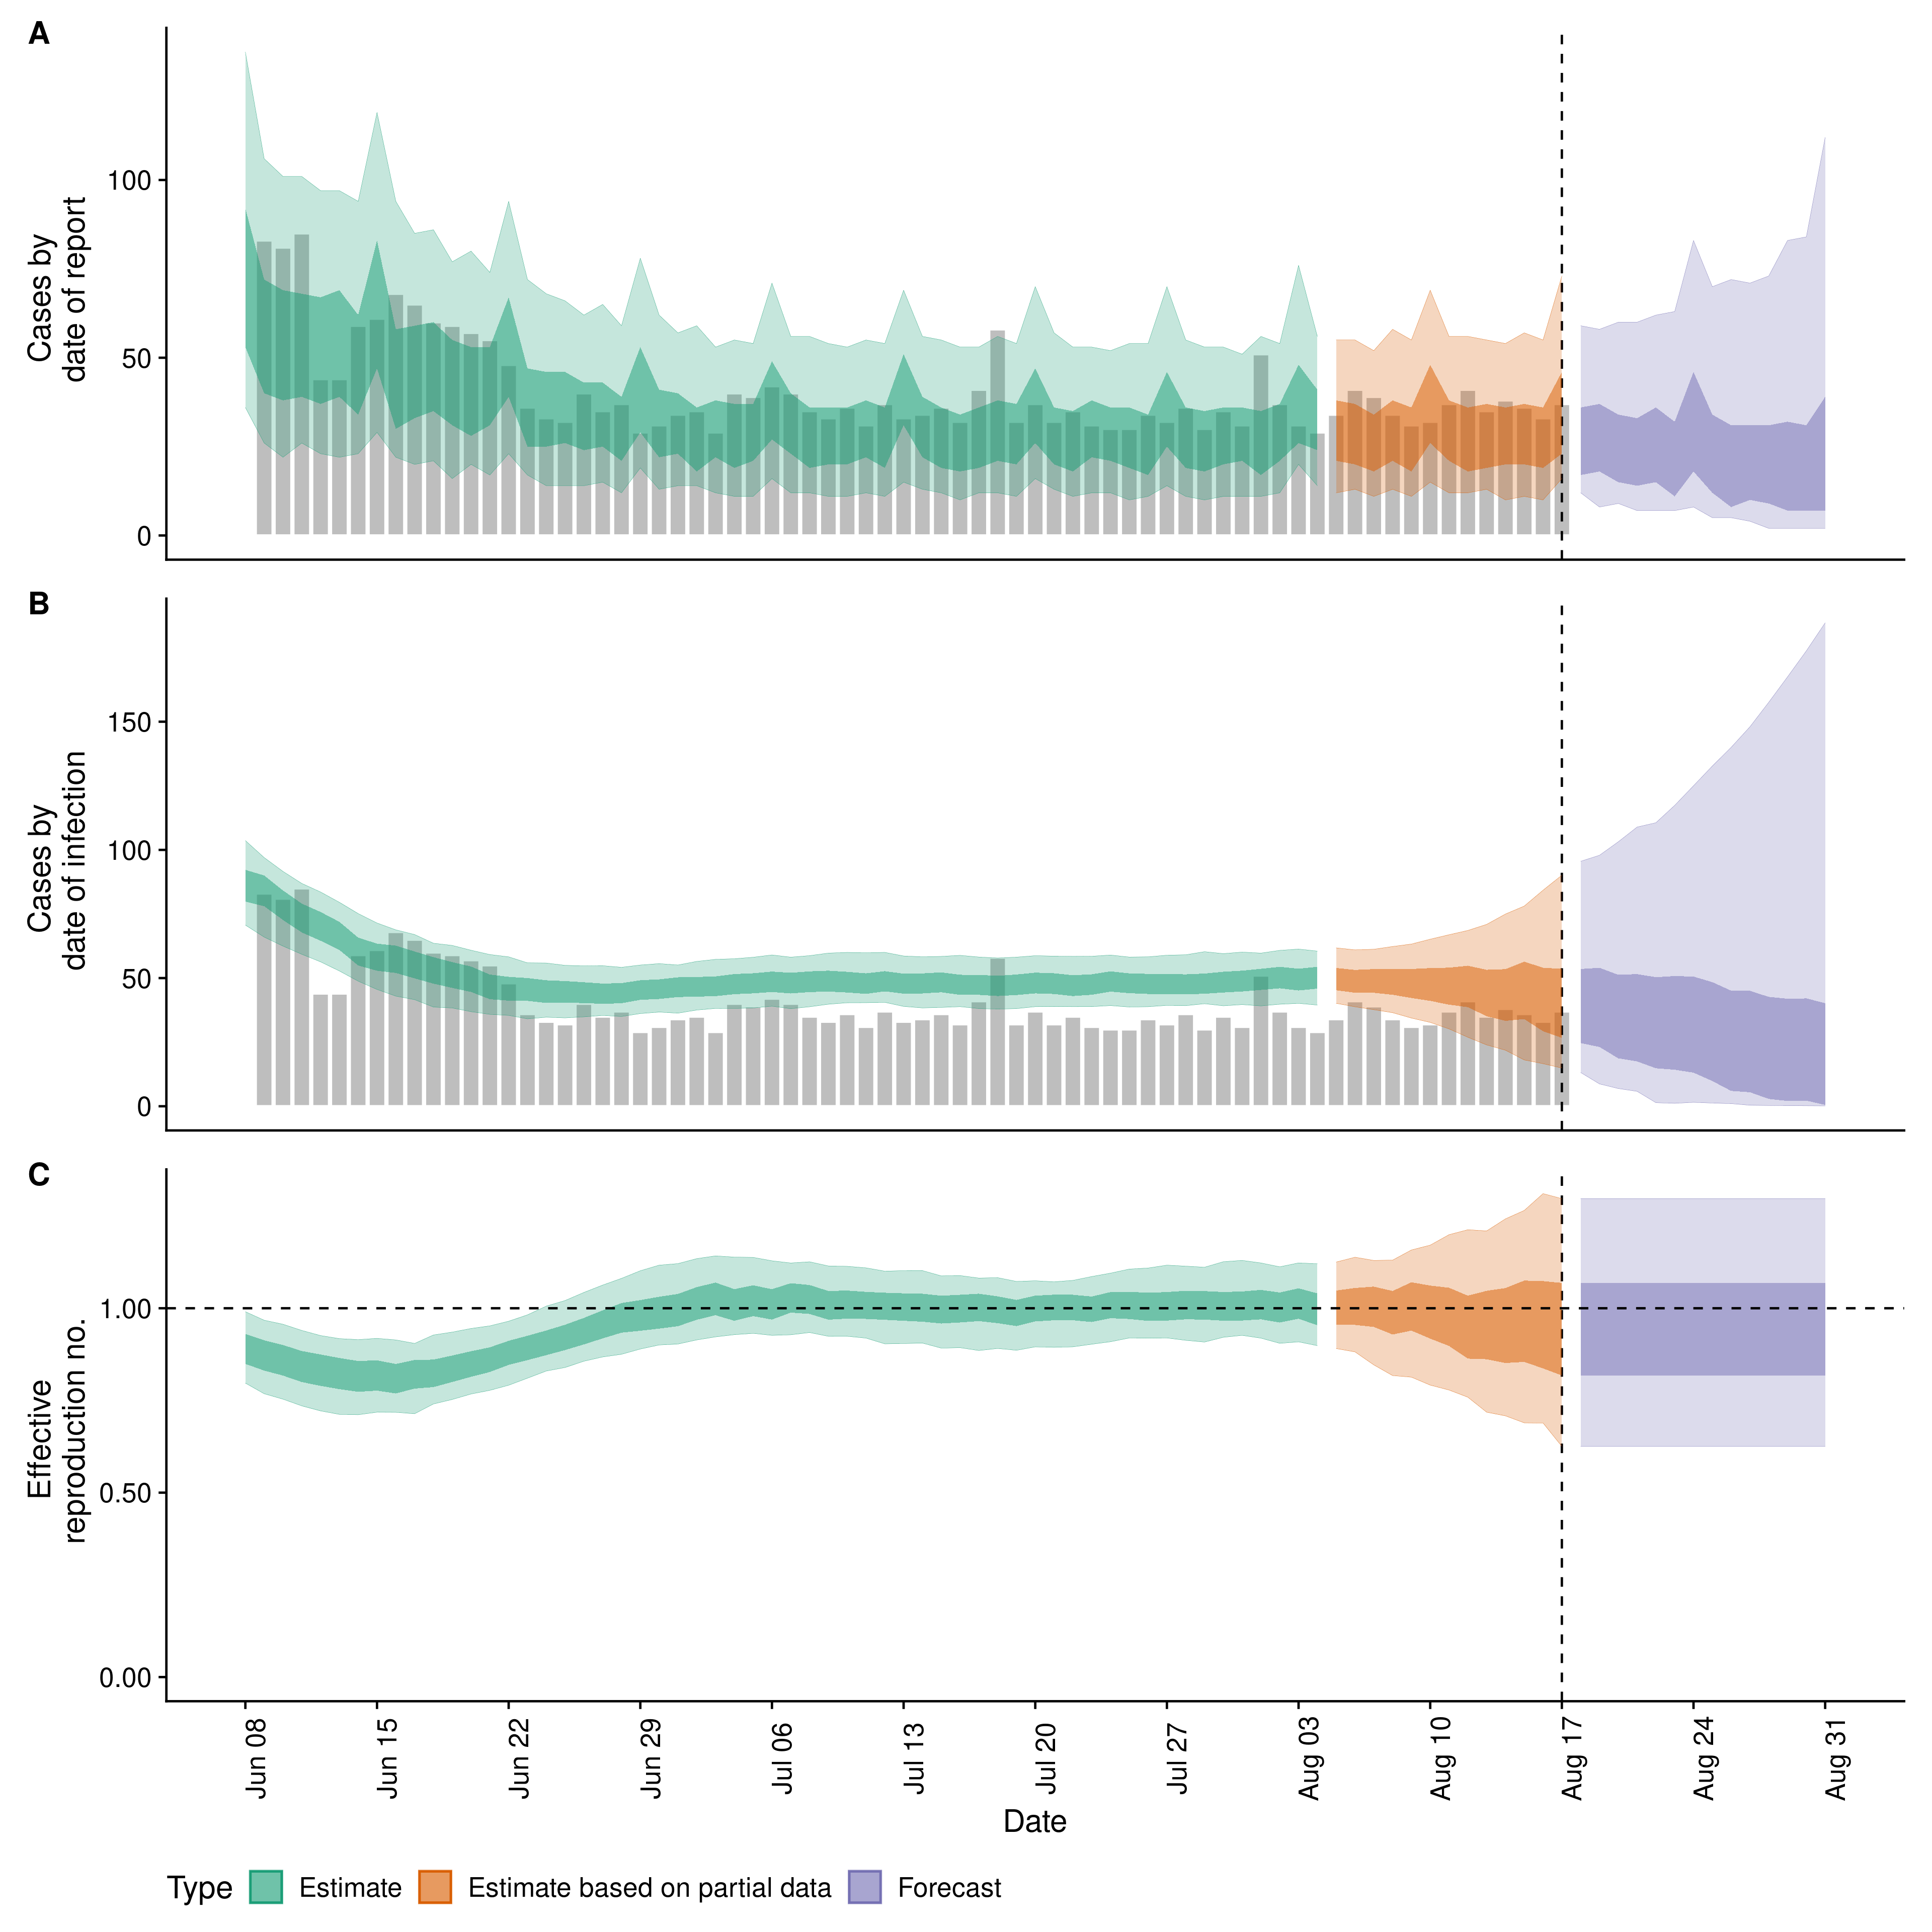 A
Cases by
date of report
100
50
0
B
Cases by
date of infection
150
100
50
0
C
Effective
reproduction no.
1.00
0.50
0.00
Jun 08
Jun 15
Jun 22
Jun 29
Jul 06
Jul 13
Jul 20
Jul 27
Aug 03
Aug 10
Aug 17
Aug 24
Aug 31
Date
Type Estimate Estimate based on partial data Forecast